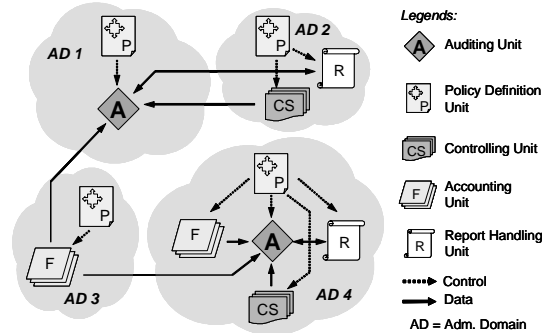 Legends:
AD 1
P
A
P
AD 2
R
CS
A
Auditing Unit
P
Policy Definition
Unit
CS
Controlling Unit
F
Accounting
Unit
R
Report Handling
Unit
Control
Data
AD = Adm. Domain
P
F
AD 3
P
F
A
R
CS
AD 4